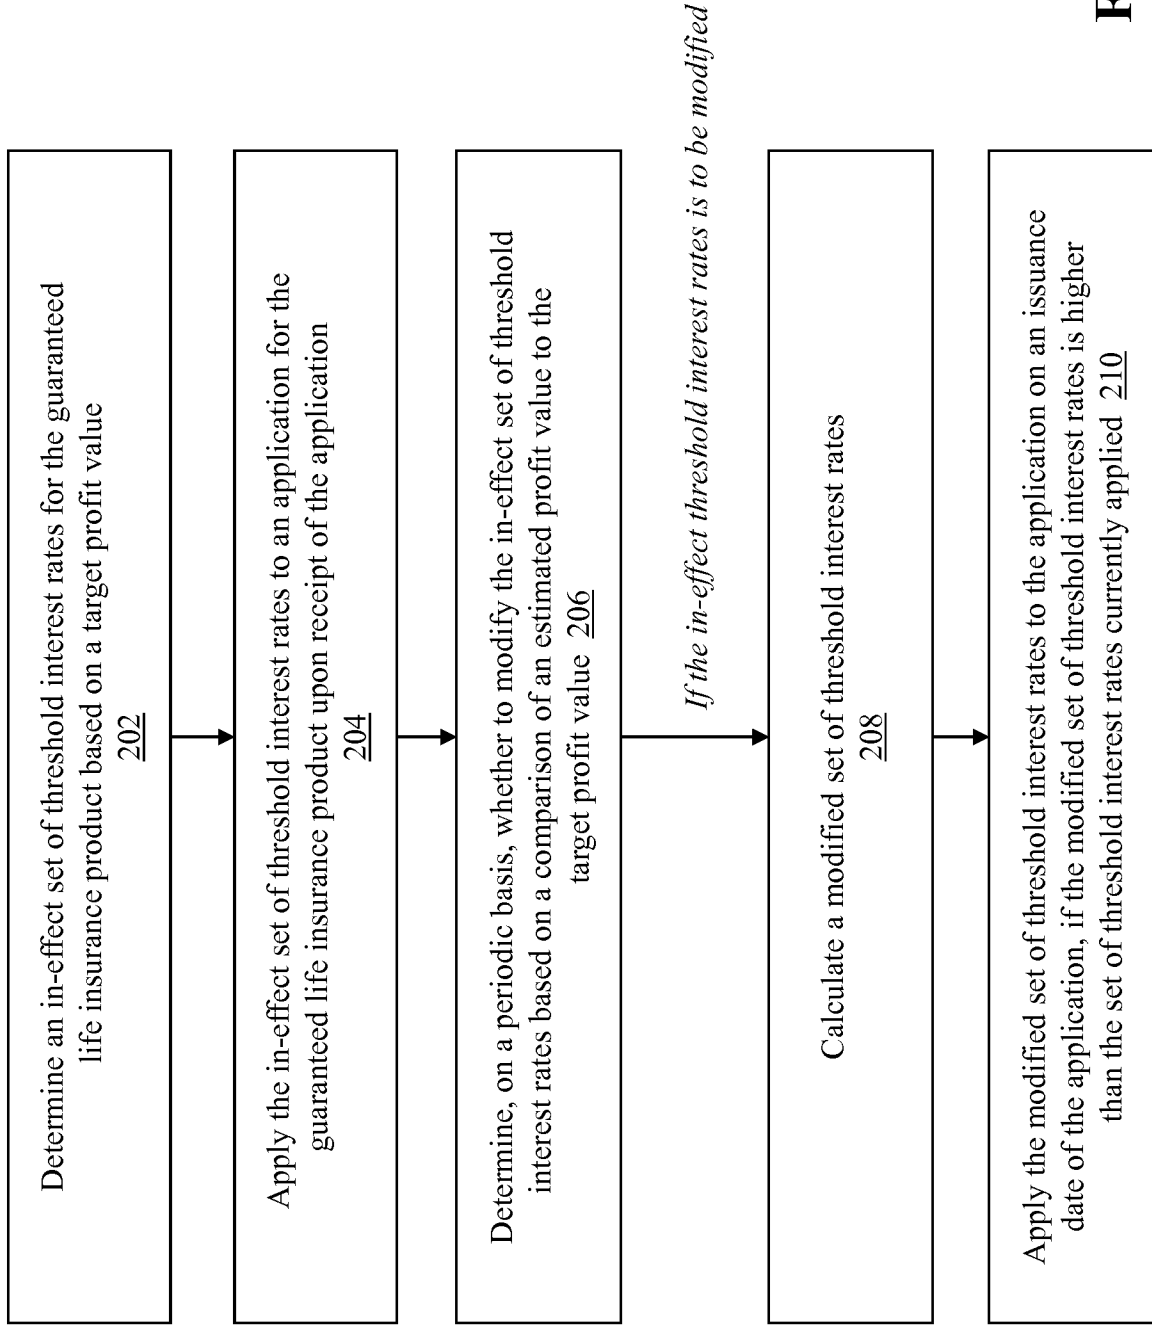 Determine an in-effect set of threshold interest rates for the guaranteed
life insurance product based on a target profit value
202
Apply the in-effect set of threshold interest rates to an application for the
guaranteed life insurance product upon receipt of the application
204
Determine, on a periodic basis, whether to modify the in-effect set of threshold
interest rates based on a comparison of an estimated profit value to the
target profit value 206
If the in-effect threshold interest rates is to be modified
Calculate a modified set of threshold interest rates
208
Apply the modified set of threshold interest rates to the application on an issuance
date of the application, if the modified set of threshold interest rates is higher
than the set of threshold interest rates currently applied 210